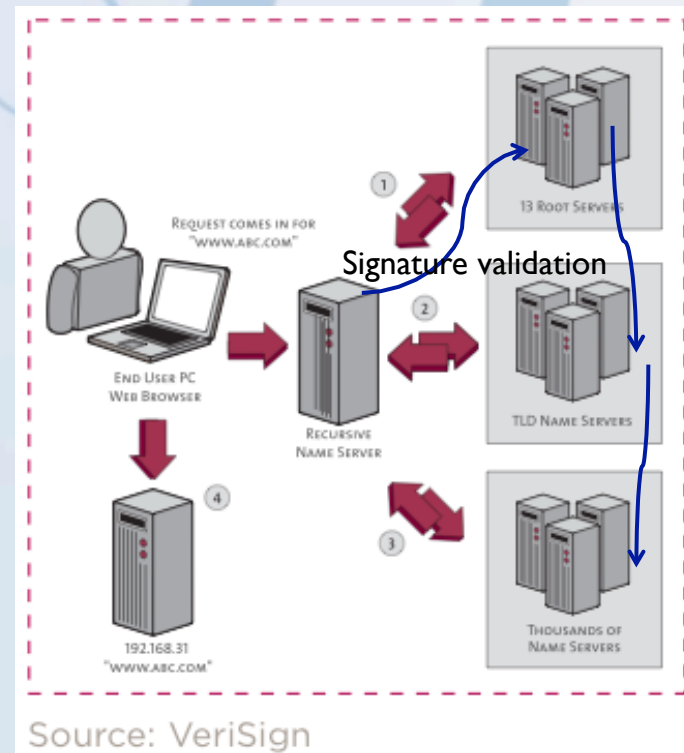 1
13 ROOT SERVERS
REQUEST COMES IN FOR
"WWW.ABC.COM"
Signature validation
2
END USER PC
WEB BROWSER
RECURSIVE
NAME SERVER
TLD NAME SERVERS
4
3
192.168.31
"WWW.ABC.COM"
THOUSANDS OF
NAME SERVERS
Source: VeriSign